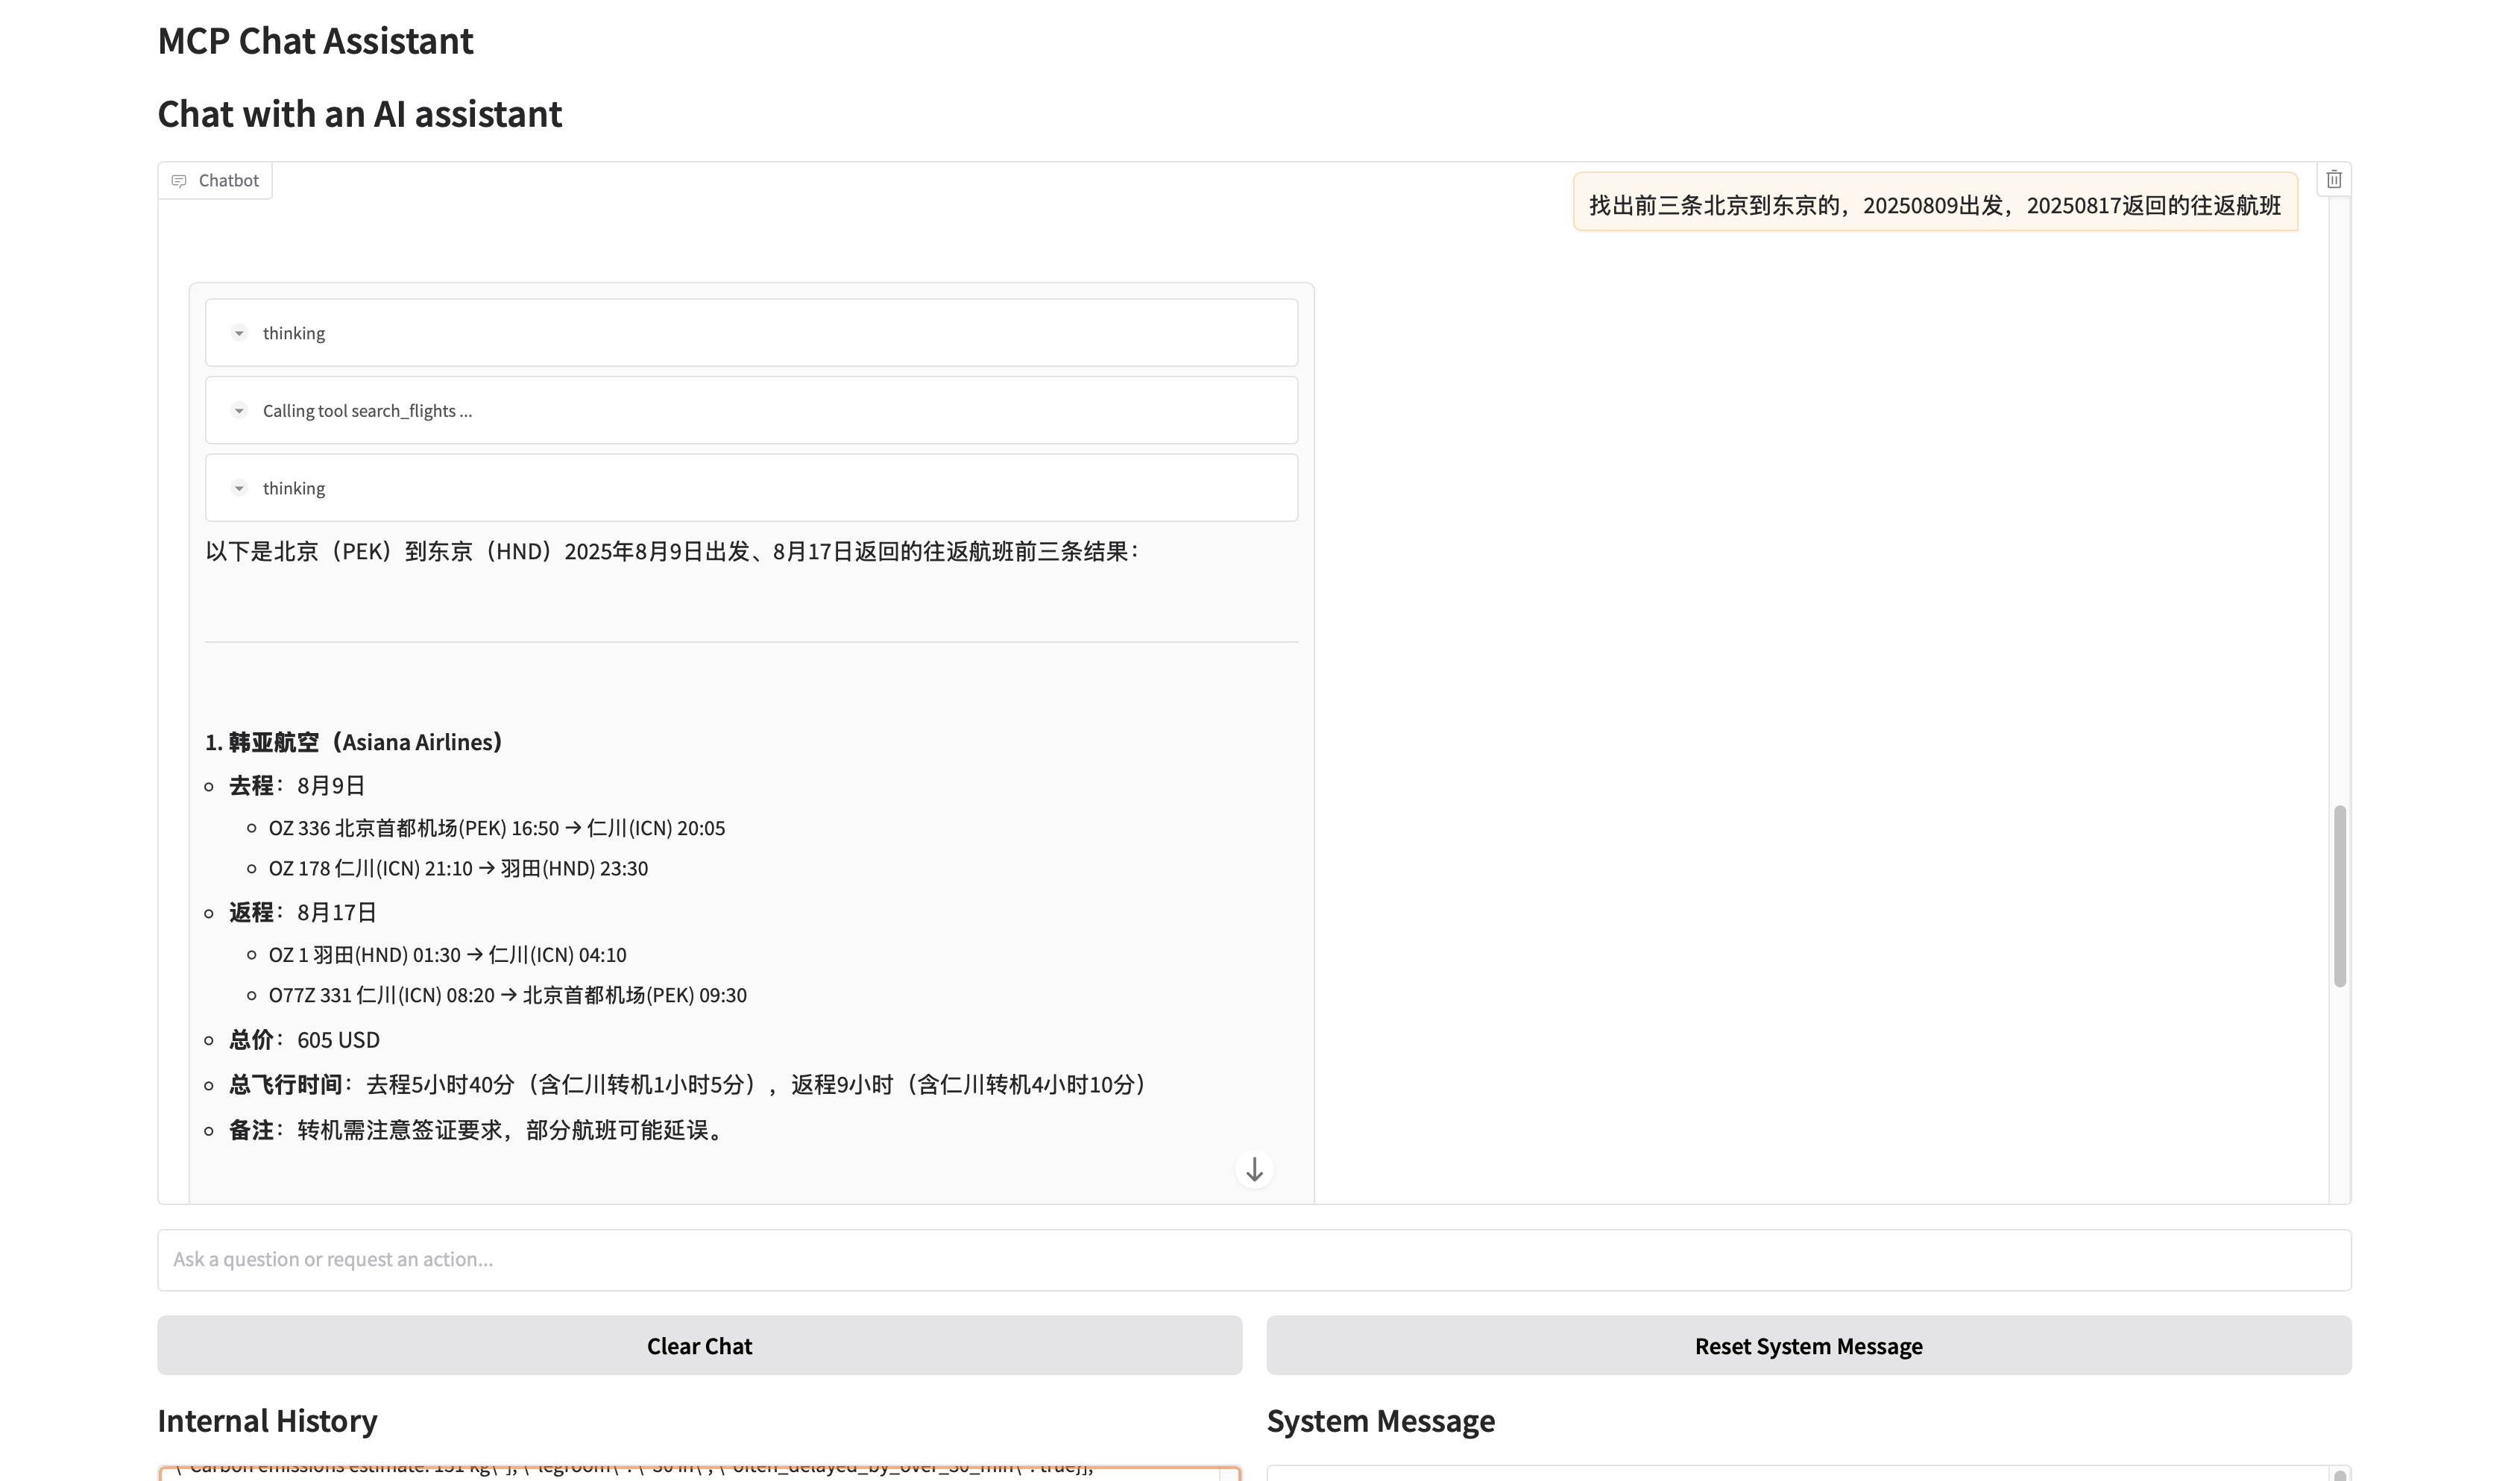 MCP Chat Assistant
Chat with an AI assistant
Chatbot
找出前三条北京到东京的，20250809出发，20250817返回的往返航班
thinking
Calling tool search_flights ...
thinking
以下是北京（PEK）到东京（HND）2025年8月9日出发、8月17日返回的往返航班前三条结果：
1. 韩亚航空（Asiana Airlines）
去程：8月9日
OZ 336 北京首都机场(PEK) 16:50 → 仁川(ICN) 20:05
OZ 178 仁川(ICN) 21:10 → 羽田(HND) 23:30
返程：8月17日
OZ 1 羽田(HND) 01:30 → 仁川(ICN) 04:10
O77Z 331 仁川(ICN) 08:20 → 北京首都机场(PEK) 09:30
总价：605 USD
总飞行时间：去程5小时40分（含仁川转机1小时5分），返程9小时（含仁川转机4小时10分）
备注：转机需注意签证要求，部分航班可能延误。
Ask a question or request an action...
Clear Chat
Reset System Message
Internal History
System Message
\"Carbon emissions estimate: 131 kg\"], \"legroom\": \"30 in\", \"often_delayed_by_over_30_min\": true}],